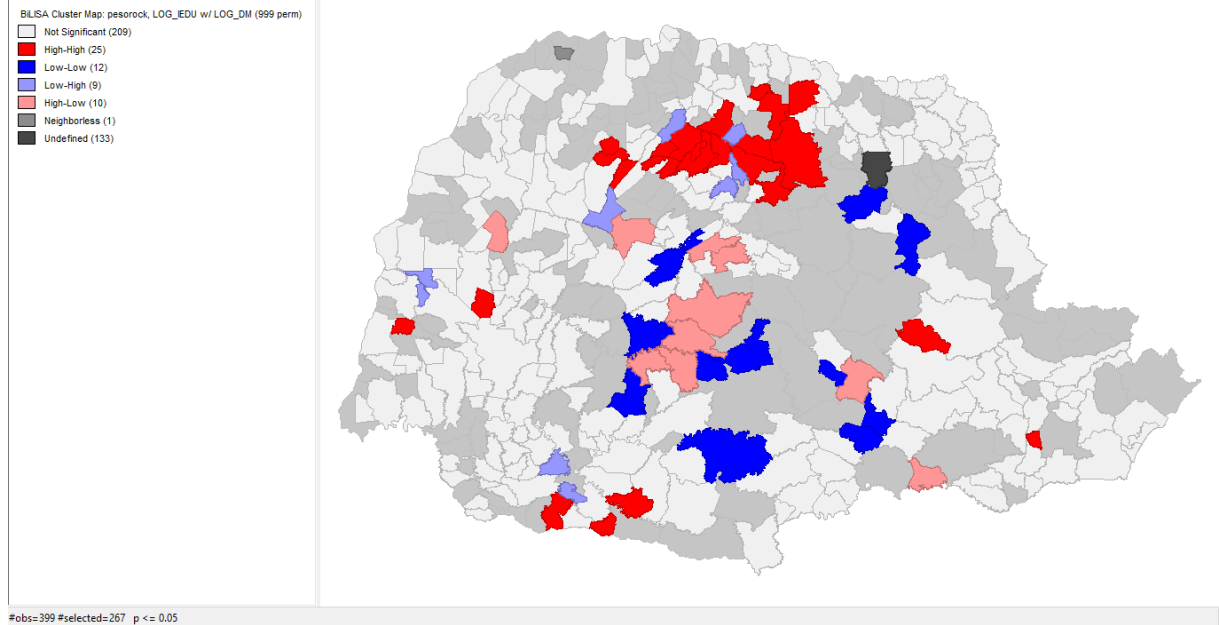 BiLISA Cluster Map: pesorock, LOG_IEDU w/ LOG_DM (999 perm)
Not Significant (209)
High-High (25)
Low-Low (12)
Low-High (9)
High-Low (10)
Neighborless (1)
Undefined (133)
#obs=399 #selected=267 p <= 0.05